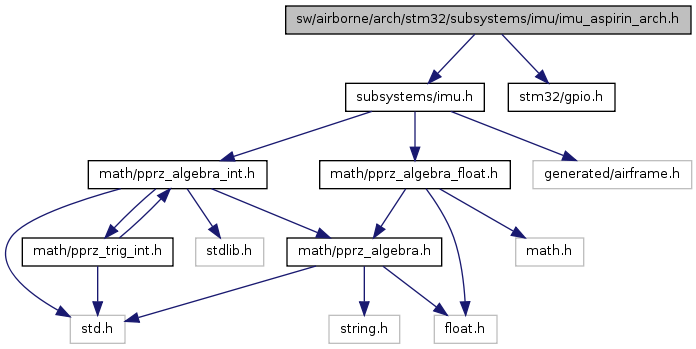 sw/airborne/arch/stm32/subsystems/imu/imu_aspirin_arch.h
subsystems/imu.h
stm32/gpio.h
math/pprz_algebra_int.h
math/pprz_algebra_float.h
generated/airframe.h
math/pprz_trig_int.h
stdlib.h
math/pprz_algebra.h
math.h
std.h
string.h
float.h